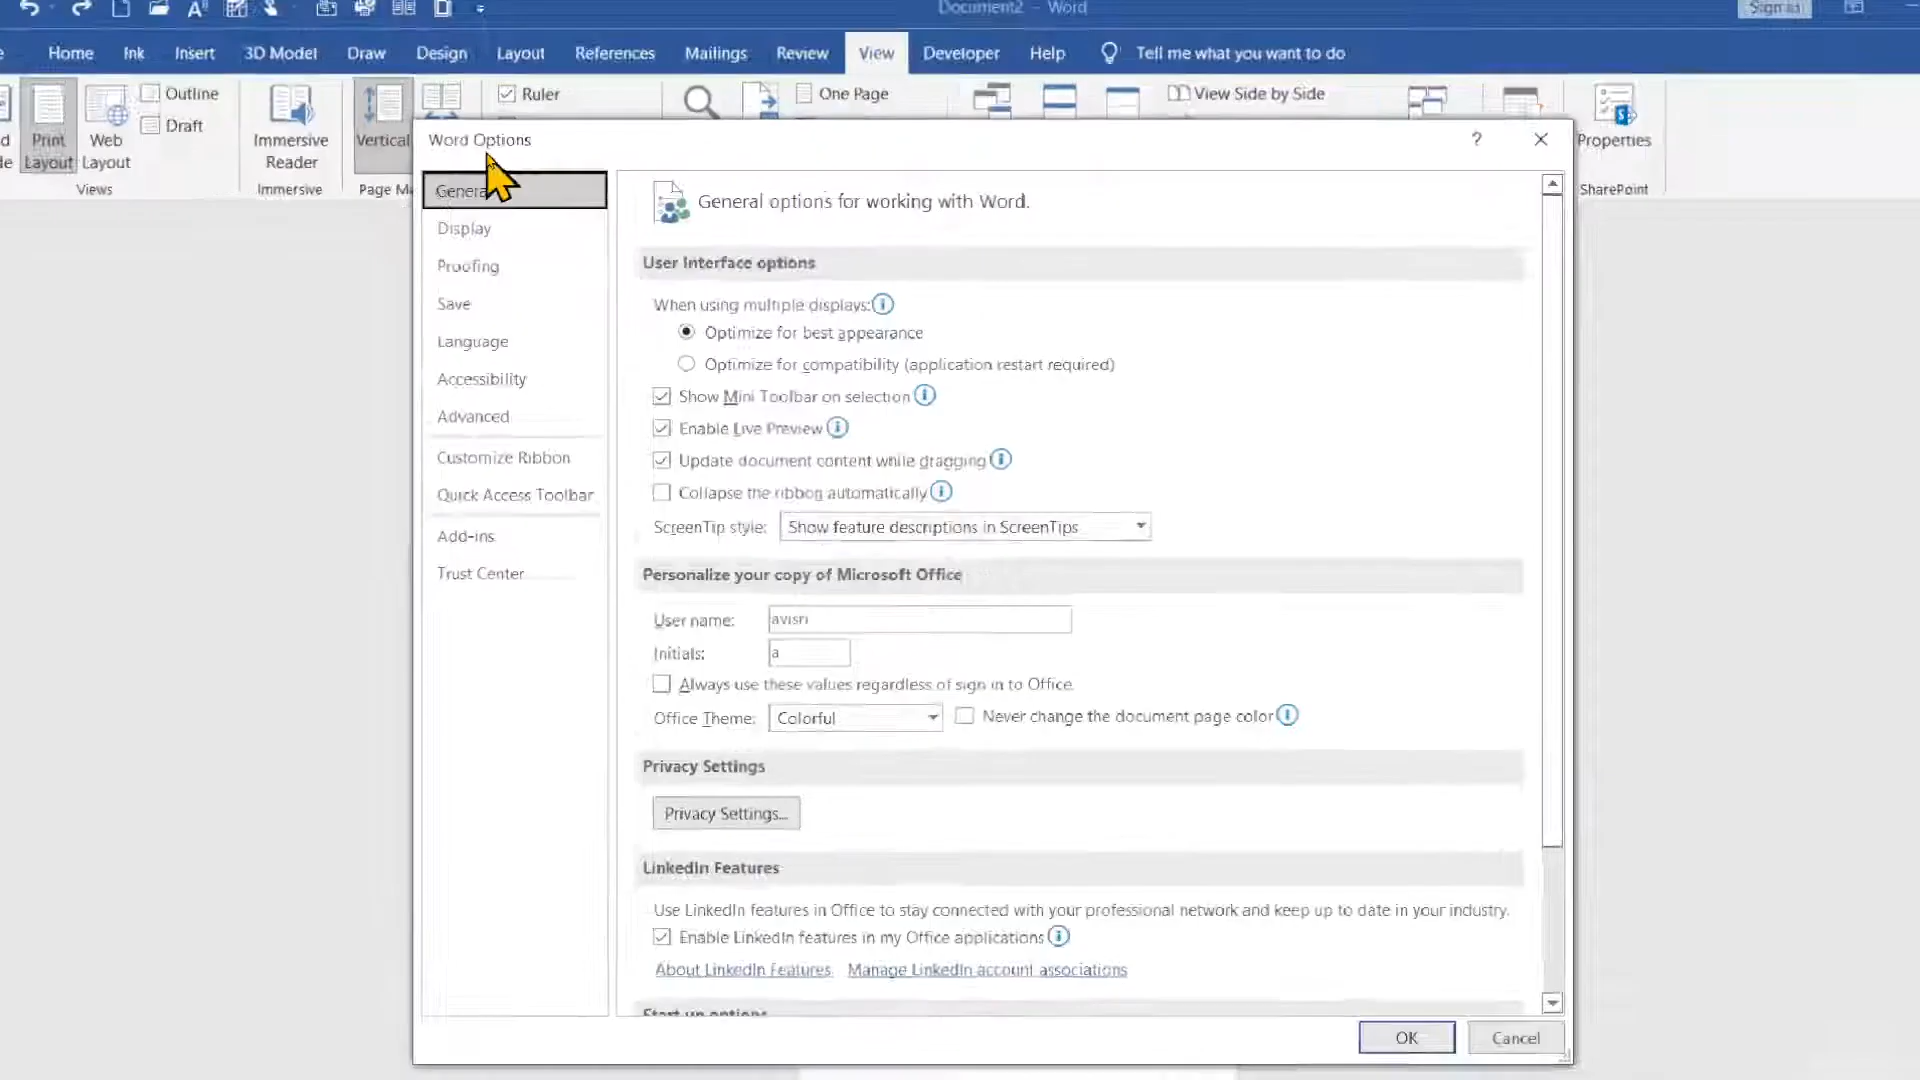 Document2 - Word
Sign in
Home Ink Insert 3D Model Draw Design Layout References Mailings Review View Developer Help Tell me what you want to do
Print Layout
Web Layout
Outline
Draft
Views
Immersive Reader
Immersive
Vertical
Page M
Ruler
One Page
View Side by Side
Properties
SharePoint
Word Options
?
General
Display
Proofing
Save
Language
Accessibility
Advanced
Customize Ribbon
Quick Access Toolbar
Add-ins
Trust Center
General options for working with Word.
User Interface options
When using multiple displays:
Optimize for best appearance
Optimize for compatibility (application restart required)
Show Mini Toolbar on selection
Enable Live Preview
Update document content while dragging
Collapse the ribbon automatically
ScreenTip style: Show feature descriptions in ScreenTips
Personalize your copy of Microsoft Office
User name: avisri
Initials: a
Always use these values regardless of sign in to Office.
Office Theme: Colorful Never change the document page color
Privacy Settings
Privacy Settings...
LinkedIn Features
Use LinkedIn features in Office to stay connected with your professional network and keep up to date in your industry.
Enable LinkedIn features in my Office applications
About LinkedIn Features Manage LinkedIn account associations
Start up options
OK Cancel